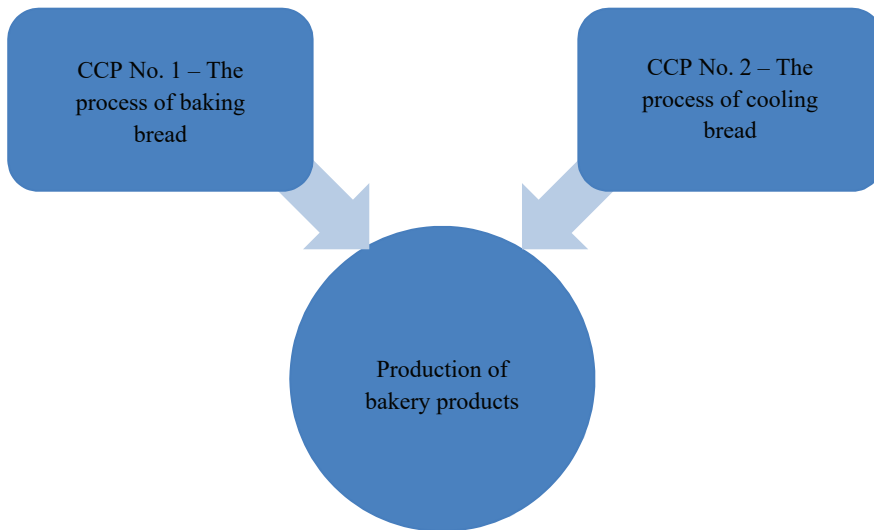 CCP No. 1 – The
process of baking
bread
CCP No. 2 – The
process of cooling
bread
Production of
bakery products